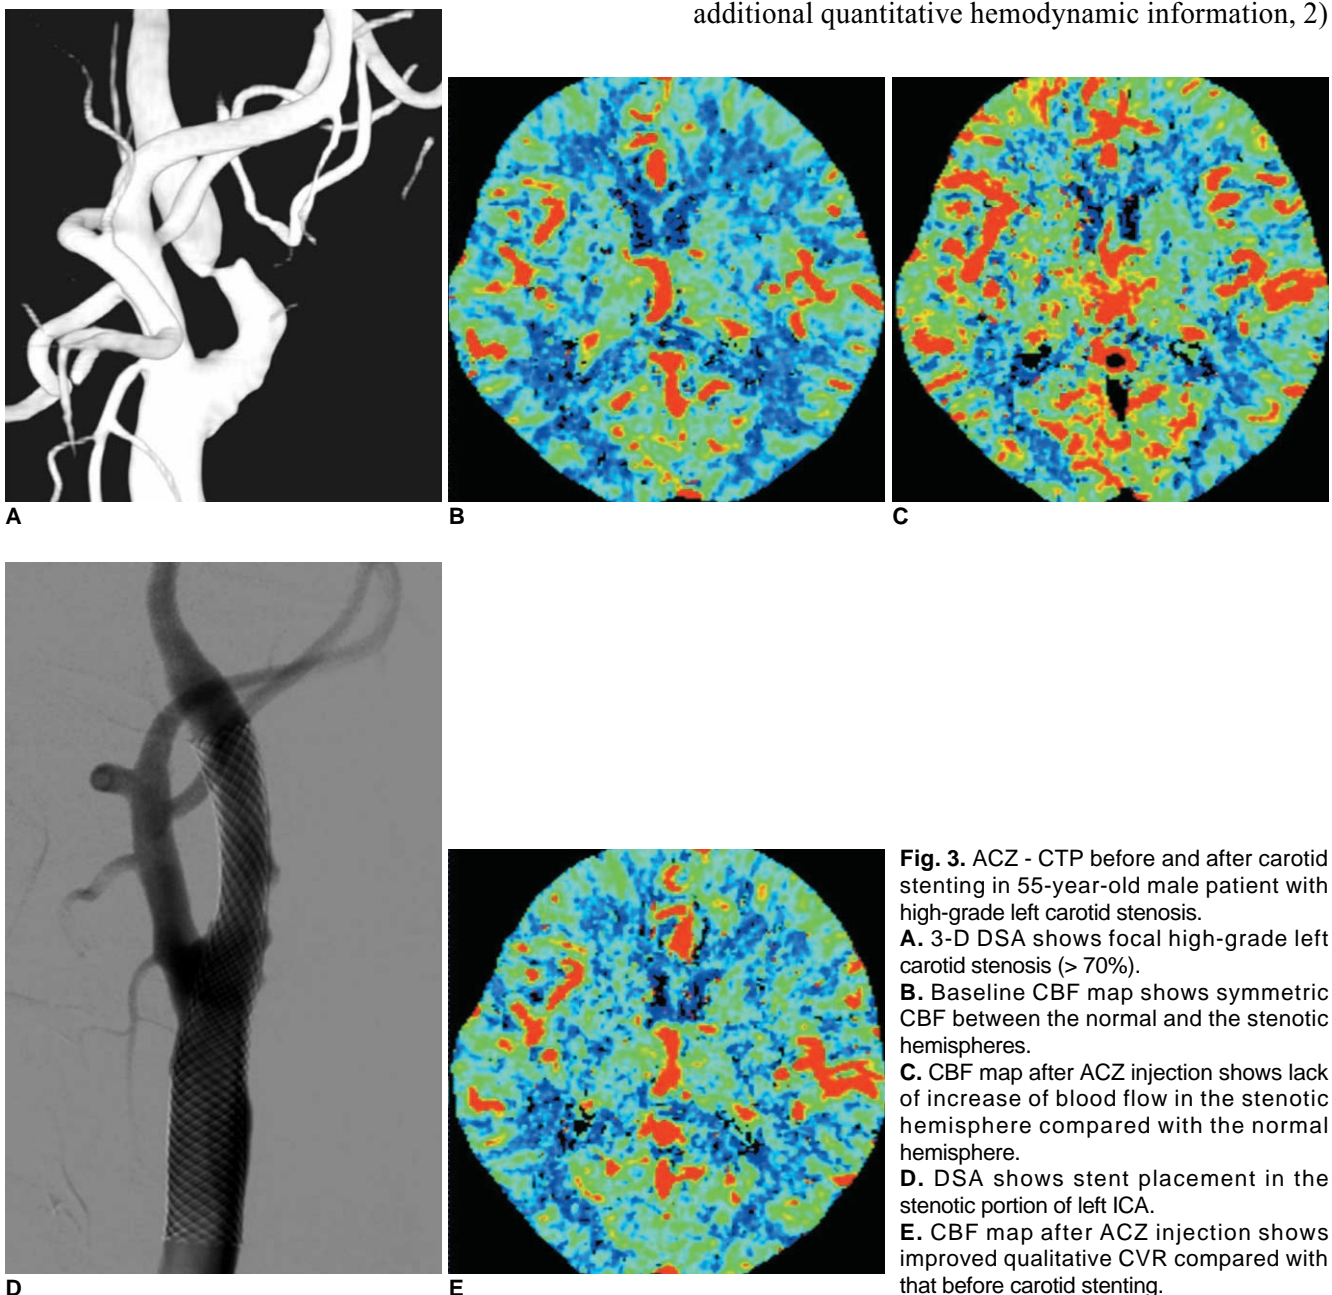 additional quantitative hemodynamic information, 2)
A
B
C
D
E
Fig. 3. ACZ - CTP before and after carotid
stenting in 55-year-old male patient with
high-grade left carotid stenosis.
A. 3-D DSA shows focal high-grade left
carotid stenosis (> 70%).
B. Baseline CBF map shows symmetric
CBF between the normal and the stenotic
hemispheres.
C. CBF map after ACZ injection shows lack
of increase of blood flow in the stenotic
hemisphere compared with the normal
hemisphere.
D. DSA shows stent placement in the
stenotic portion of left ICA.
E. CBF map after ACZ injection shows
improved qualitative CVR compared with
that before carotid stenting.